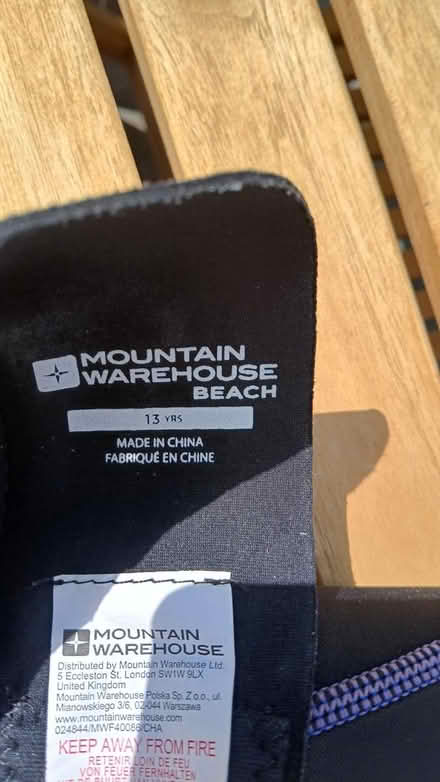 MOUNTAIN
WAREHOUSE
BEACH
13 YRS
MADE IN CHINA
FABRIQUÉ EN CHINE
MOUNTAIN
WAREHOUSE
Distributed by Mountain Warehouse Ltd.
5 Eccleston St. London SW1W 9LX
United Kingdom
Mountain Warehouse Polska Sp. Z o.o., ul.
Mianowskiego 3/6, 02-044 Warszawa
www.mountainwarehouse.com
024844/MWF40086/CHA
KEEP AWAY FROM FIRE
RETENIR LOIN DE FEU
VON FEUER FERNHALTEN